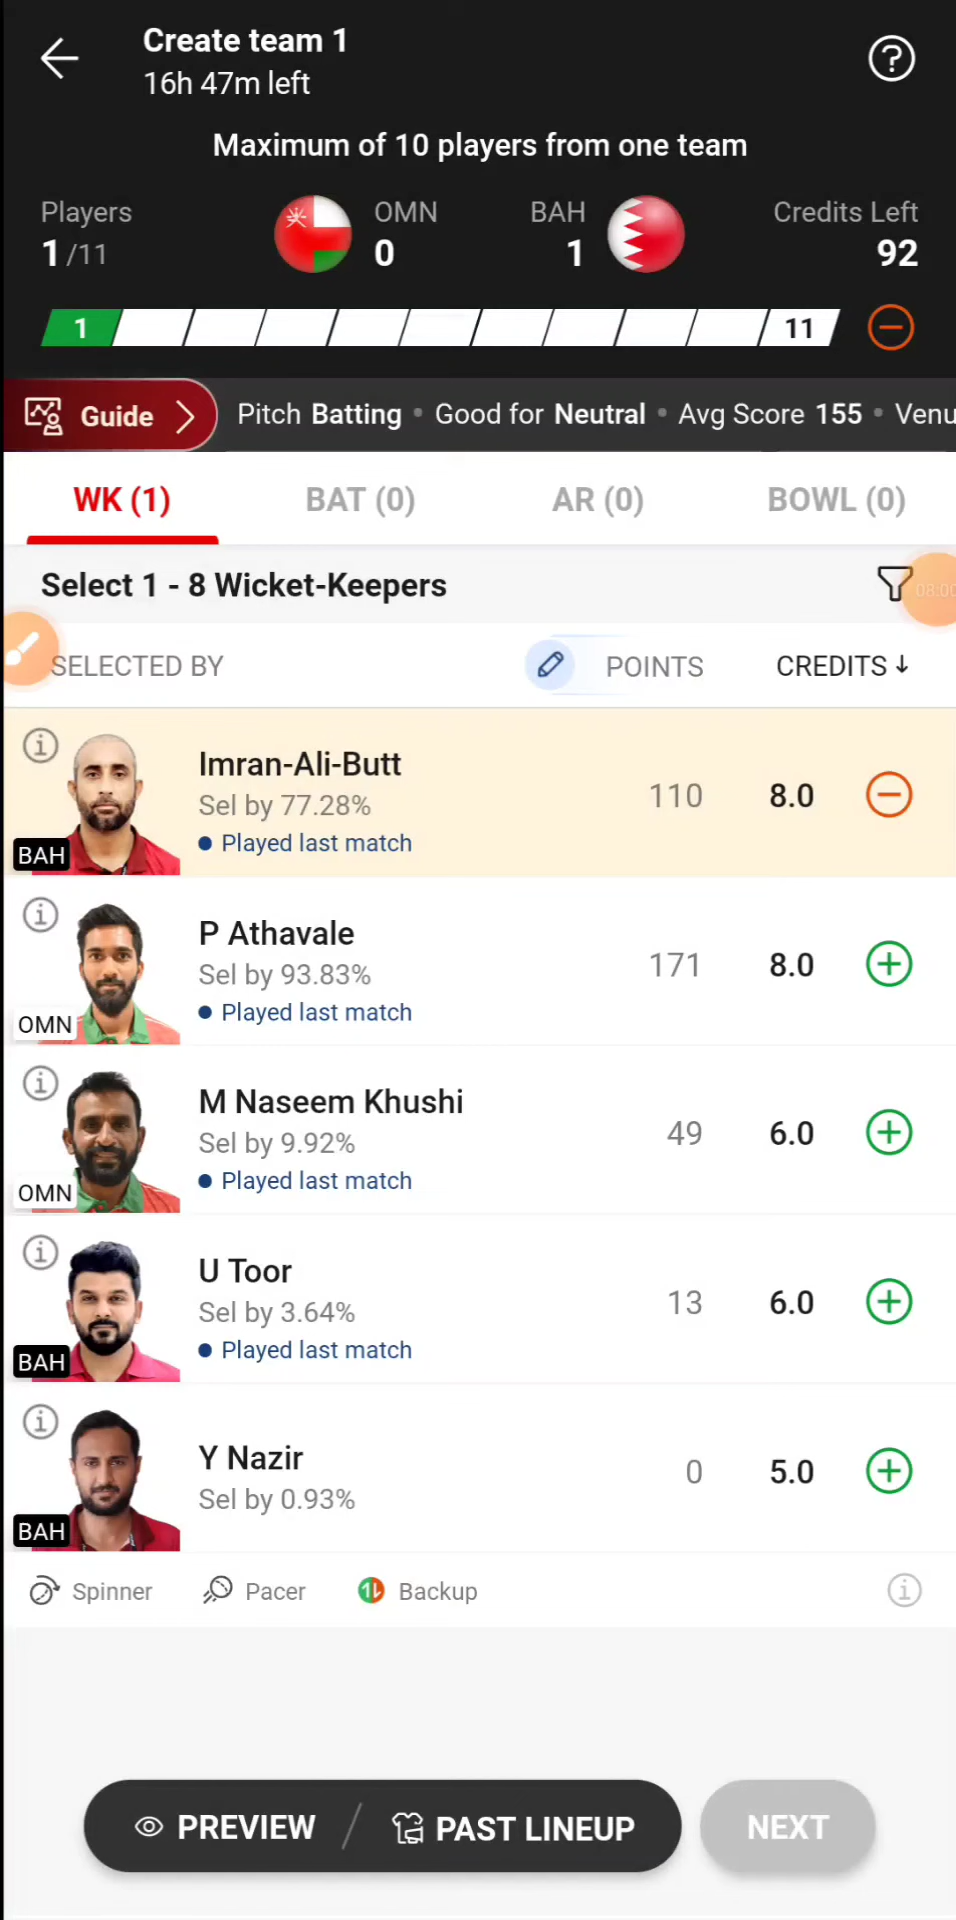 Create team 1
16h 47m left
Maximum of 10 players from one team
Players
1/11
OMN
0
BAH
1
Credits Left
92
1
11
Guide
Pitch Batting • Good for Neutral • Avg Score 155 • Venu
WK (1)
BAT (0)
AR (0)
BOWL (0)
Select 1 - 8 Wicket-Keepers
08:00
SELECTED BY
POINTS
CREDITS ↓
Imran-Ali-Butt
Sel by 77.28%
Played last match
BAH
110
8.0
P Athavale
Sel by 93.83%
Played last match
OMN
171
8.0
M Naseem Khushi
Sel by 9.92%
Played last match
OMN
49
6.0
U Toor
Sel by 3.64%
Played last match
BAH
13
6.0
Y Nazir
Sel by 0.93%
BAH
0
5.0
Spinner
Pacer
Backup
PREVIEW
PAST LINEUP
NEXT